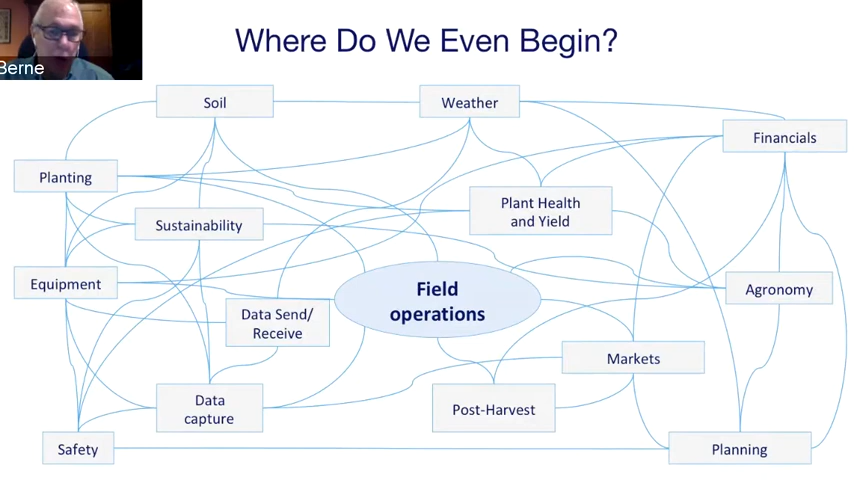 Where Do We Even Begin?
Berne
Soil
Weather
Financials
Planting
Plant Health
and Yield
Sustainability
Equipment
Field
operations
Agronomy
Data Send/
Receive
Markets
Data
capture
Post-Harvest
Safety
Planning